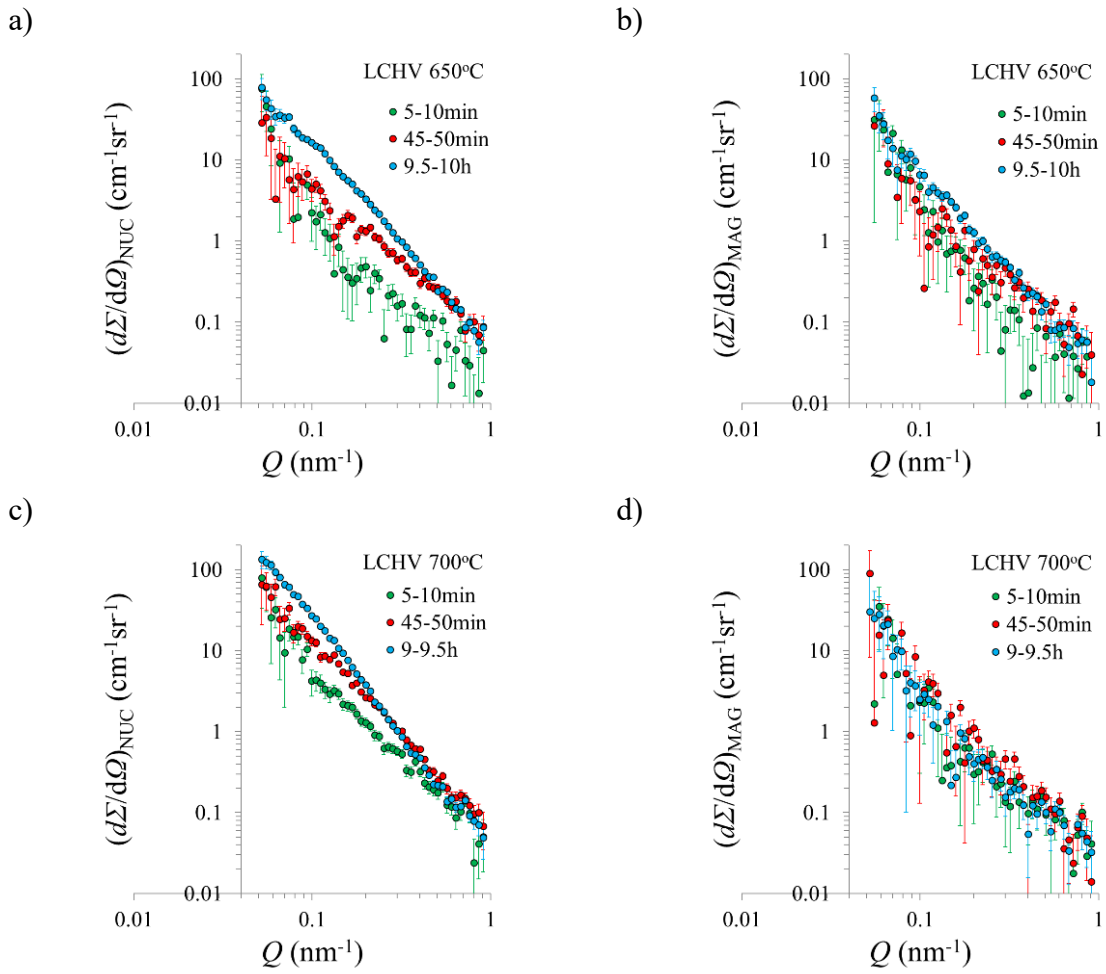 a)
(dΣ/dΩ)NUC (cm-1sr-1)
100
10
1
0.1
0.01
LCHV 650oC
5-10min
45-50min
9.5-10h
0.01
0.1
1
Q (nm-1)
b)
(dΣ/dΩ)MAG (cm-1sr-1)
100
10
1
0.1
0.01
LCHV 650oC
5-10min
45-50min
9.5-10h
0.01
0.1
1
Q (nm-1)
c)
(dΣ/dΩ)NUC (cm-1sr-1)
100
10
1
0.1
0.01
LCHV 700oC
5-10min
45-50min
9-9.5h
0.01
0.1
1
Q (nm-1)
d)
(dΣ/dΩ)MAG (cm-1sr-1)
100
10
1
0.1
0.01
LCHV 700oC
5-10min
45-50min
9-9.5h
0.01
0.1
1
Q (nm-1)